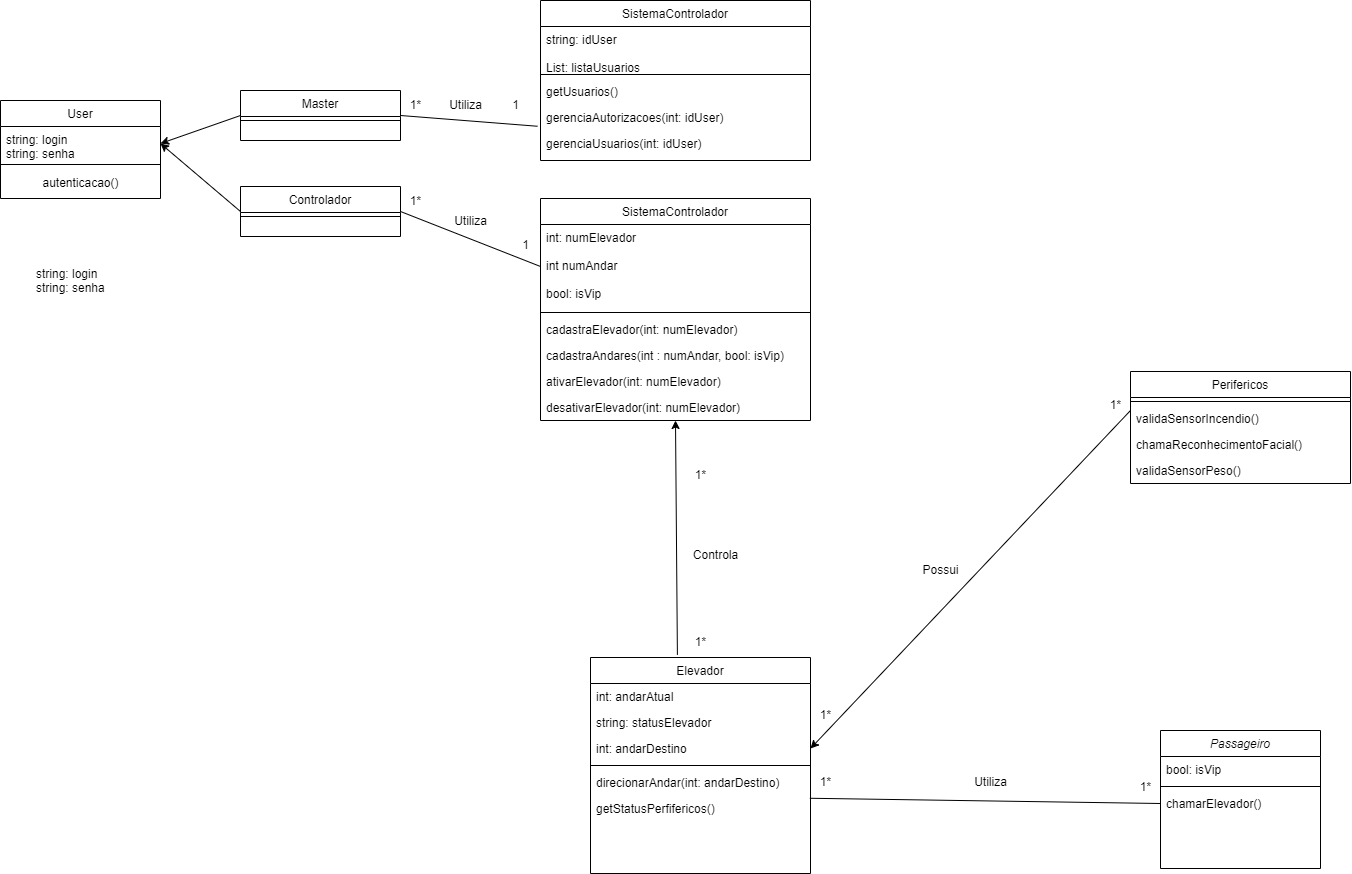 SistemaControlador
string: idUser
List: listaUsuarios
getUsuarios()
gerenciaAutorizacoes(int: idUser)
gerenciaUsuarios(int: idUser)
Master
1*
Utiliza
1
User
string: login
string: senha
autenticacao()
Controlador
1*
Utiliza
1
SistemaControlador
int: numElevador
int numAndar
bool: isVip
cadastraElevador(int: numElevador)
cadastraAndares(int : numAndar, bool: isVip)
ativarElevador(int: numElevador)
desativarElevador(int: numElevador)
string: login
string: senha
Perifericos
validaSensorIncendio()
chamaReconhecimentoFacial()
validaSensorPeso()
1*
1*
Controla
1*
Possui
1*
Elevador
int: andarAtual
string: statusElevador
int: andarDestino
direcionarAndar(int: andarDestino)
getStatusPerfifericos()
1*
Utiliza
1*
Passageiro
bool: isVip
chamarElevador()